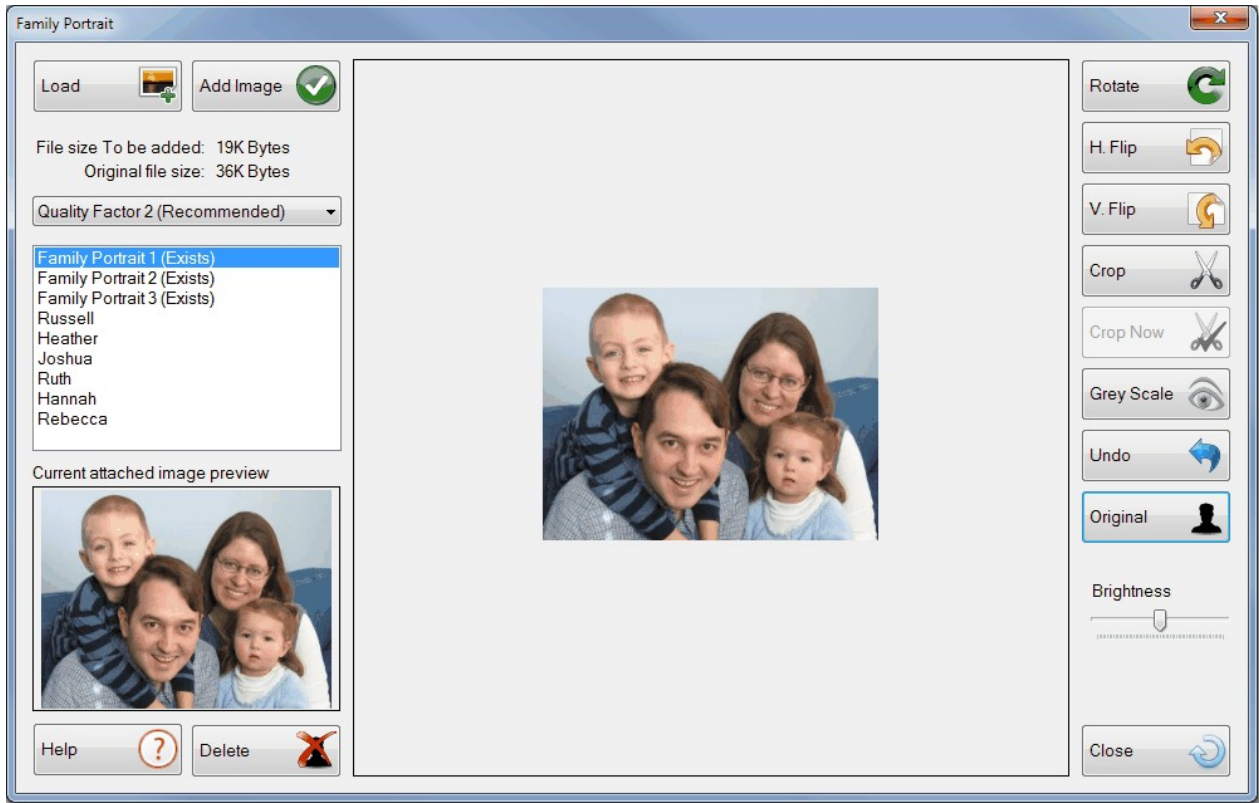 Family Portrait
Load
Add Image
File size To be added: 19K Bytes
Original file size: 36K Bytes
Quality Factor 2 (Recommended)
Family Portrait 1 (Exists)
Family Portrait 2 (Exists)
Family Portrait 3 (Exists)
Russell
Heather
Joshua
Ruth
Hannah
Rebecca
Current attached image preview
Help
?
Delete
Rotate
H. Flip
V. Flip
Crop
Crop Now
Grey Scale
Undo
Original
Brightness
Close